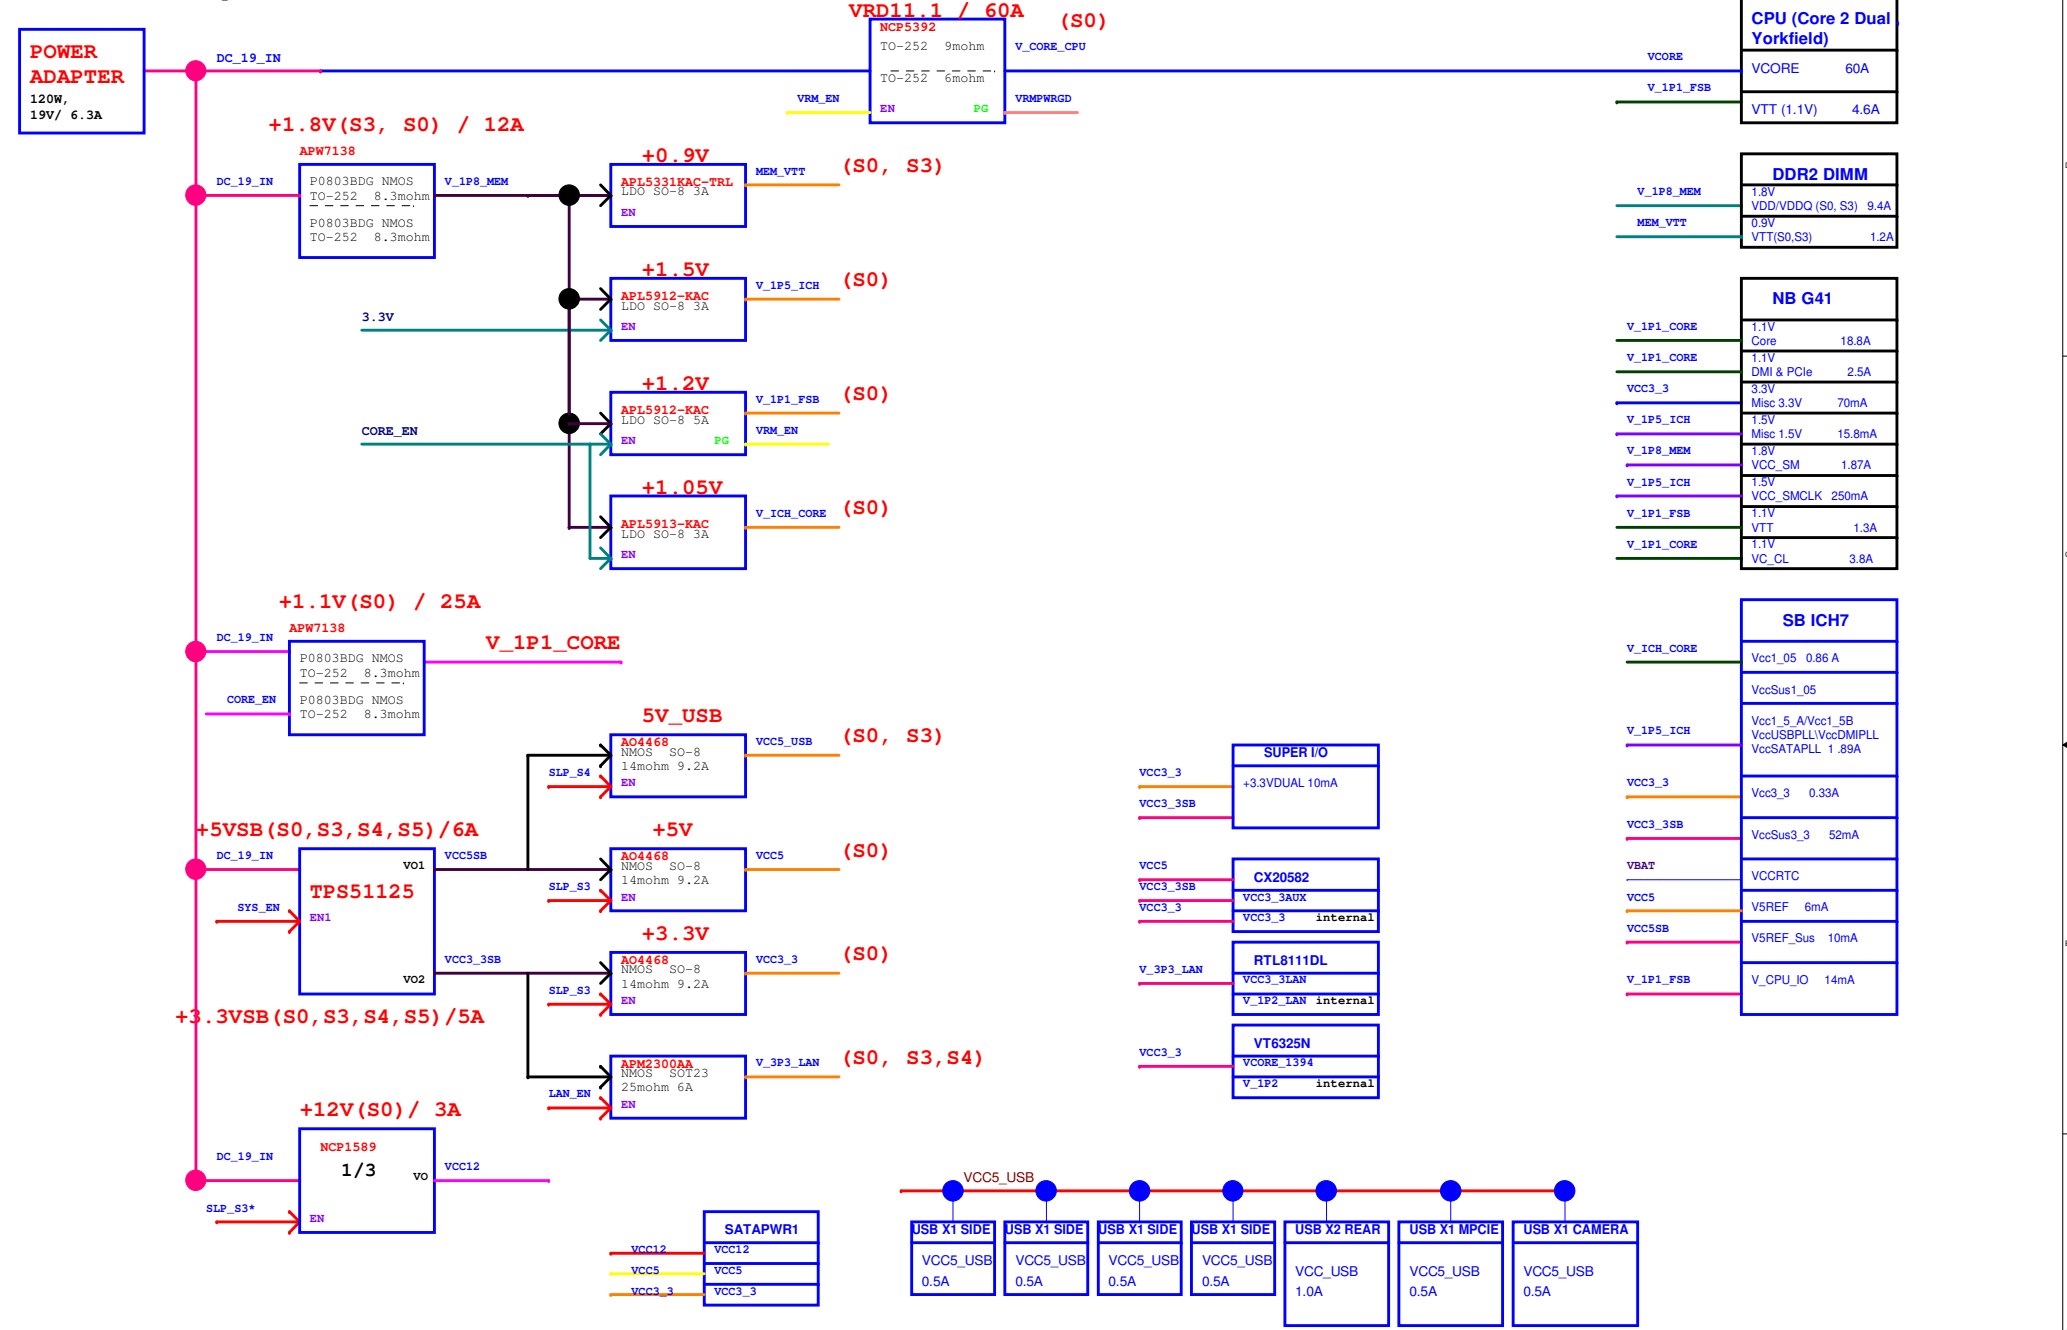 VRD11.1 / 60A
(S0)
POWER
ADAPTER
120W,
19V/ 6.3A
DC_19_IN
NCP5392
TO-252 9mohm
TO-252 6mohm
EN
PG
V_CORE_CPU
VRM_EN
VRMPWRGD
VCORE
V_1P1_FSB
CPU (Core 2 Dual
Yorkfield)
VCORE 60A
VTT (1.1V) 4.6A
+1.8V(S3, S0) / 12A
APW7138
DC_19_IN
P0803BDG NMOS
TO-252 8.3mohm
P0803BDG NMOS
TO-252 8.3mohm
V_1P8_MEM
+0.9V
APL5331KAC-TRL
LDO SO-8 3A
EN
MEM_VTT
(S0, S3)
V_1P8_MEM
MEM_VTT
DDR2 DIMM
1.8V
VDD/VDDQ (S0, S3) 9.4A
0.9V
VTT(S0,S3) 1.2A
+1.5V
APL5912-KAC
LDO SO-8 3A
EN
3.3V
V_1P5_ICH
(S0)
+1.2V
APL5912-KAC
LDO SO-8 5A
EN
PG
CORE_EN
V_1P1_FSB
VRM_EN
(S0)
+1.05V
APL5913-KAC
LDO SO-8 3A
EN
V_ICH_CORE
(S0)
NB G41
V_1P1_CORE
1.1V
Core 18.8A
V_1P1_CORE
1.1V
DMI & PCIe 2.5A
VCC3_3
3.3V
Misc 3.3V 70mA
V_1P5_ICH
1.5V
Misc 1.5V 15.8mA
V_1P8_MEM
1.8V
VCC_SM 1.87A
V_1P5_ICH
1.5V
VCC_SMCLK 250mA
V_1P1_FSB
1.1V
VTT 1.3A
V_1P1_CORE
1.1V
VC_CL 3.8A
+1.1V(S0) / 25A
APW7138
DC_19_IN
CORE_EN
P0803BDG NMOS
TO-252 8.3mohm
P0803BDG NMOS
TO-252 8.3mohm
V_1P1_CORE
SB ICH7
V_ICH_CORE
Vcc1_05 0.86 A
VccSus1_05
V_1P5_ICH
Vcc1_5_A/Vcc1_5B
VccUSBPLL\VccDMIPLL
VccSATAPLL 1 .89A
VCC3_3
Vcc3_3 0.33A
VCC3_3SB
VccSus3_3 52mA
VBAT
VCCRTC
VCC5
V5REF 6mA
VCC5SB
V5REF_Sus 10mA
V_1P1_FSB
V_CPU_IO 14mA
5V_USB
AO4468
NMOS SO-8
14mohm 9.2A
EN
SLP_S4
VCC5_USB
(S0, S3)
+5VSB(S0,S3,S4,S5)/6A
DC_19_IN
SYS_EN
VO1
TPS51125
EN1
VO2
VCC5SB
VCC3_3SB
+3.3VSB(S0,S3,S4,S5)/5A
+5V
AO4468
NMOS SO-8
14mohm 9.2A
EN
SLP_S3
VCC5
(S0)
+3.3V
AO4468
NMOS SO-8
14mohm 9.2A
EN
SLP_S3
VCC3_3
(S0)
APM2300AA
NMOS SOT23
25mohm 6A
EN
LAN_EN
V_3P3_LAN
(S0, S3,S4)
VCC3_3
VCC3_3SB
SUPER I/O
+3.3VDUAL 10mA
VCC5
VCC3_3SB
VCC3_3
CX20582
VCC3_3AUX
VCC3_3 internal
V_3P3_LAN
RTL8111DL
VCC3_3LAN
V_1P2_LAN internal
VCC3_3
VT6325N
VCORE_1394
V_1P2 internal
+12V(S0)/ 3A
DC_19_IN
SLP_S3*
NCP1589
1/3
VO
EN
VCC12
SATAPWR1
VCC12 VCC12
VCC5 VCC5
VCC3_3 VCC3_3
VCC5_USB
USB X1 SIDE
VCC5_USB
0.5A
USB X1 SIDE
VCC5_USB
0.5A
USB X1 SIDE
VCC5_USB
0.5A
USB X1 SIDE
VCC5_USB
0.5A
USB X2 REAR
VCC_USB
1.0A
USB X1 MPCIE
VCC5_USB
0.5A
USB X1 CAMERA
VCC5_USB
0.5A